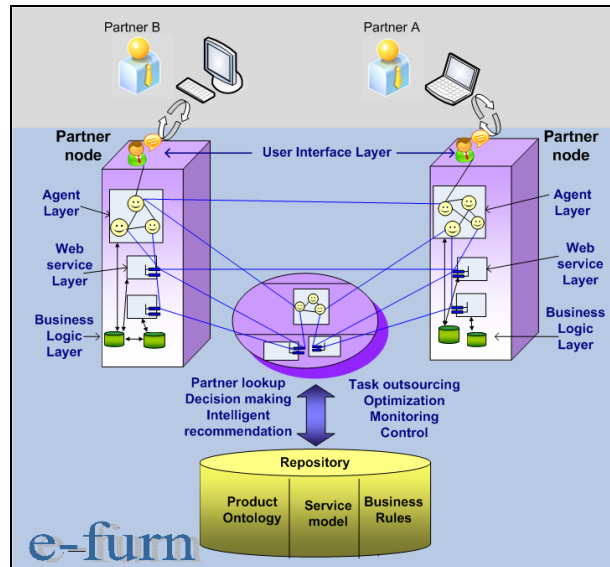 Partner B
Partner A
Partner
node
User Interface Layer
Partner
node
Agent
Layer
Agent
Layer
Web
service
Layer
Web
service
Layer
Business
Logic
Layer
Business
Logic
Layer
Partner lookup
Decision making
Intelligent
recommendation
Task outsourcing
Optimization
Monitoring
Control
Repository
Product
Ontology
Service
model
Business
Rules
e-furn